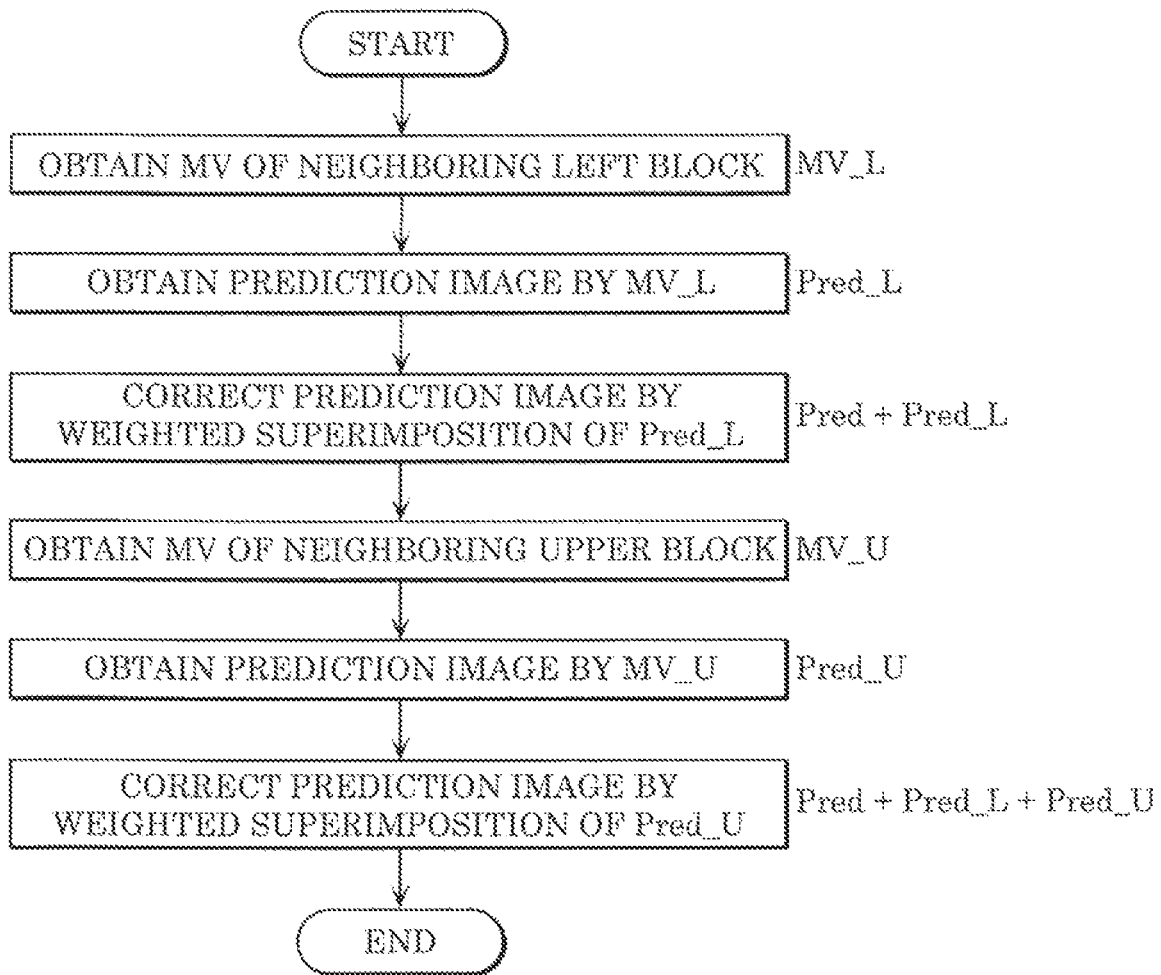 START
OBTAIN MV OF NEIGHBORING LEFT BLOCK MV_L
OBTAIN PREDICTION IMAGE BY MV_L Pred_L
CORRECT PREDICTION IMAGE BY
WEIGHTED SUPERIMPOSITION OF Pred_L
Pred + Pred_L
OBTAIN MV OF NEIGHBORING UPPER BLOCK MV_U
OBTAIN PREDICTION IMAGE BY MV_U Pred_U
CORRECT PREDICTION IMAGE BY
WEIGHTED SUPERIMPOSITION OF Pred_U
Pred + Pred_L + Pred_U
END